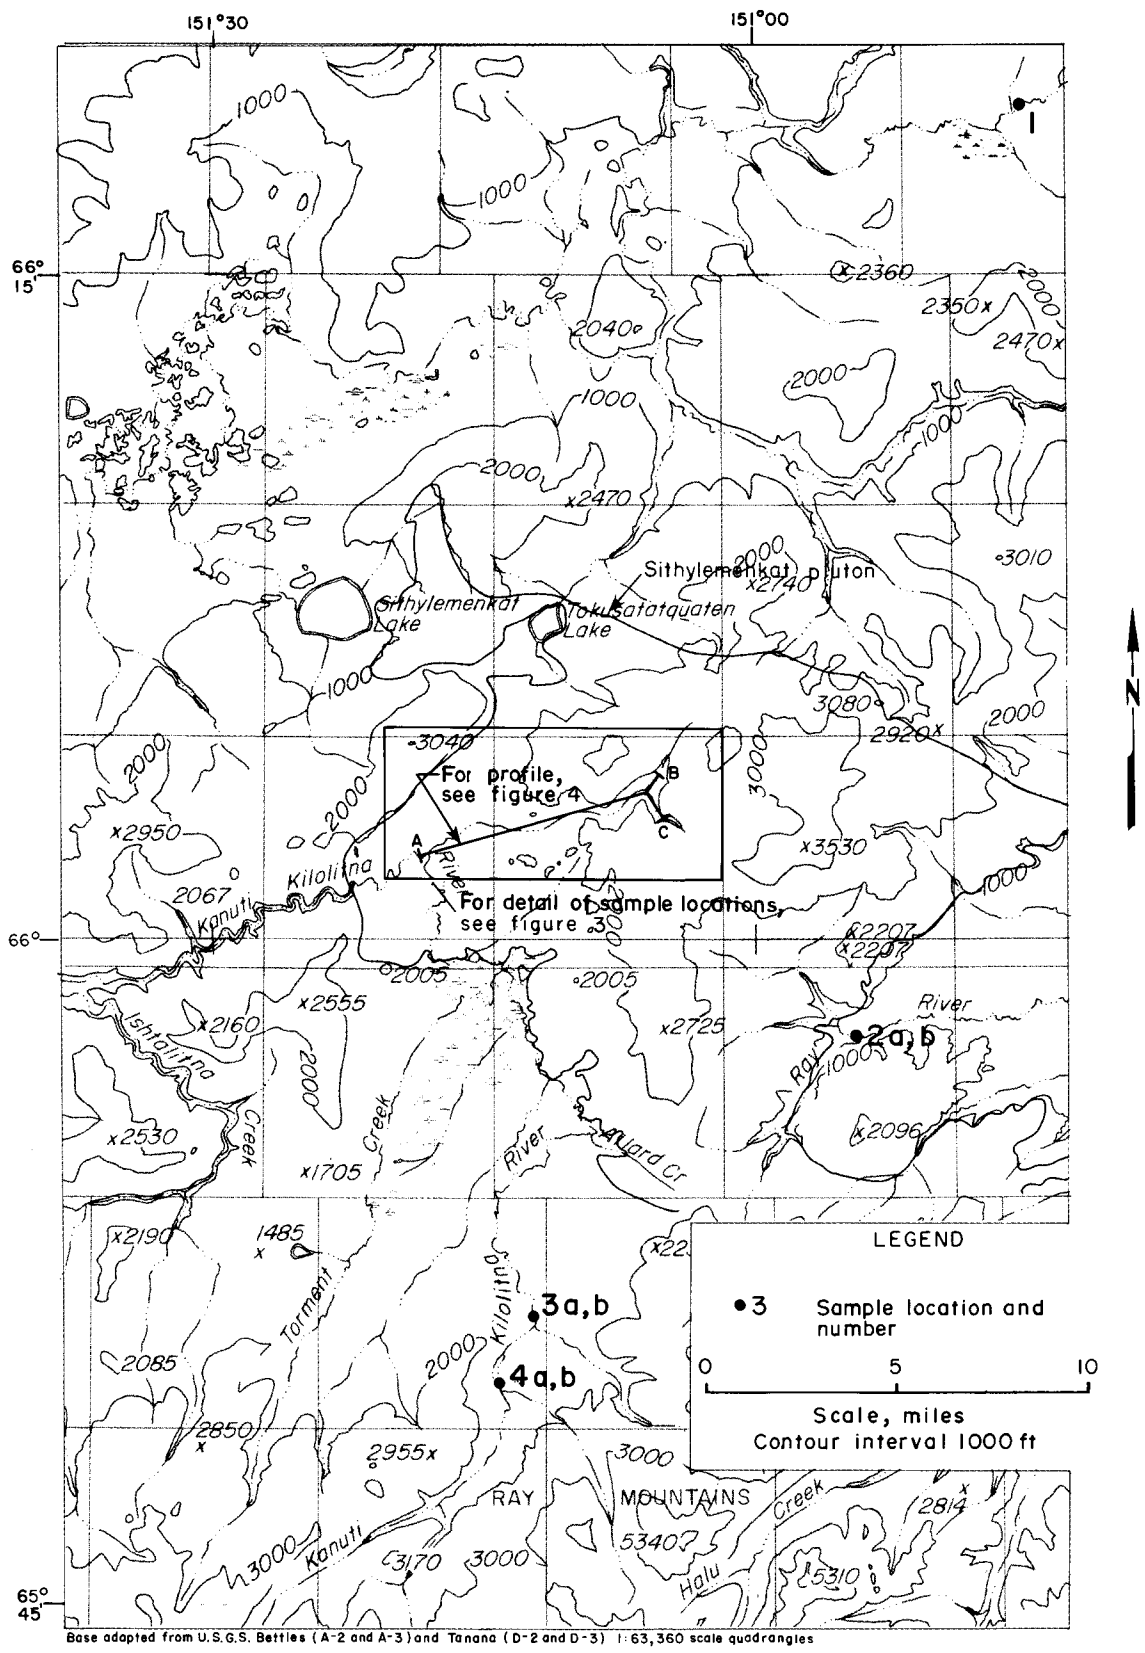 151°30
151°00
1000
1
1000
66°
15'
2360
2350x
2000
2470x
2040
2000
1000
1000
2000
x2470
3010
2000
Sithylemenkat pluton
x2740
Sithylemenkat
Lake
Tokusatatquaten
Lake
1000
3080
2920x
2000
N
3040
2000
3000
For profile,
see figure 4
B
2000
C
x2950
A
x3530
River
Kilolitna
1000
2067
Kanuti
For detail of sample locations,
see figure 3
2000
66°
x2207
x2207
2005
2005
x2555
River
Ishtalitna
x2160
x2725
2a,b
1000
Ray
2000
Creek
Creek
x2530
River
Allard Cr
x2096
x1705
x2190
1485
x
x22
LEGEND
Kilolitna
Torment
3a,b
3 Sample location and
number
2000
2085
4a,b
0 5 10
Scale, miles
Contour interval 1000 ft
2850
x
2955x
3000
RAY MOUNTAINS
Creek
x
2814
5340
Kanuti
3000
3170
3000
Halu
5310
65°
45'
Base adapted from U.S.G.S. Bettles (A-2 and A-3) and Tanana (D-2 and D-3) 1:63,360 scale quadrangles